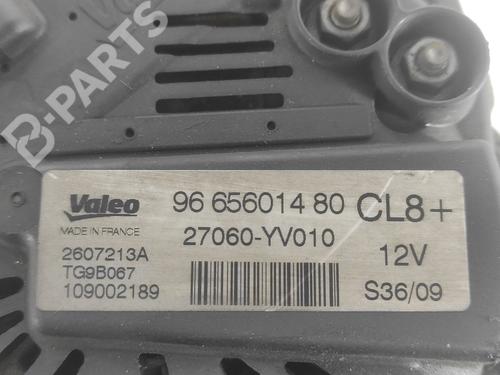 B-PARTS
Valeo
MADE IN FRANCE
96 656014 80 CL8+
27060-YV010
12V
2607213A
TG9B067
109002189
S36/09